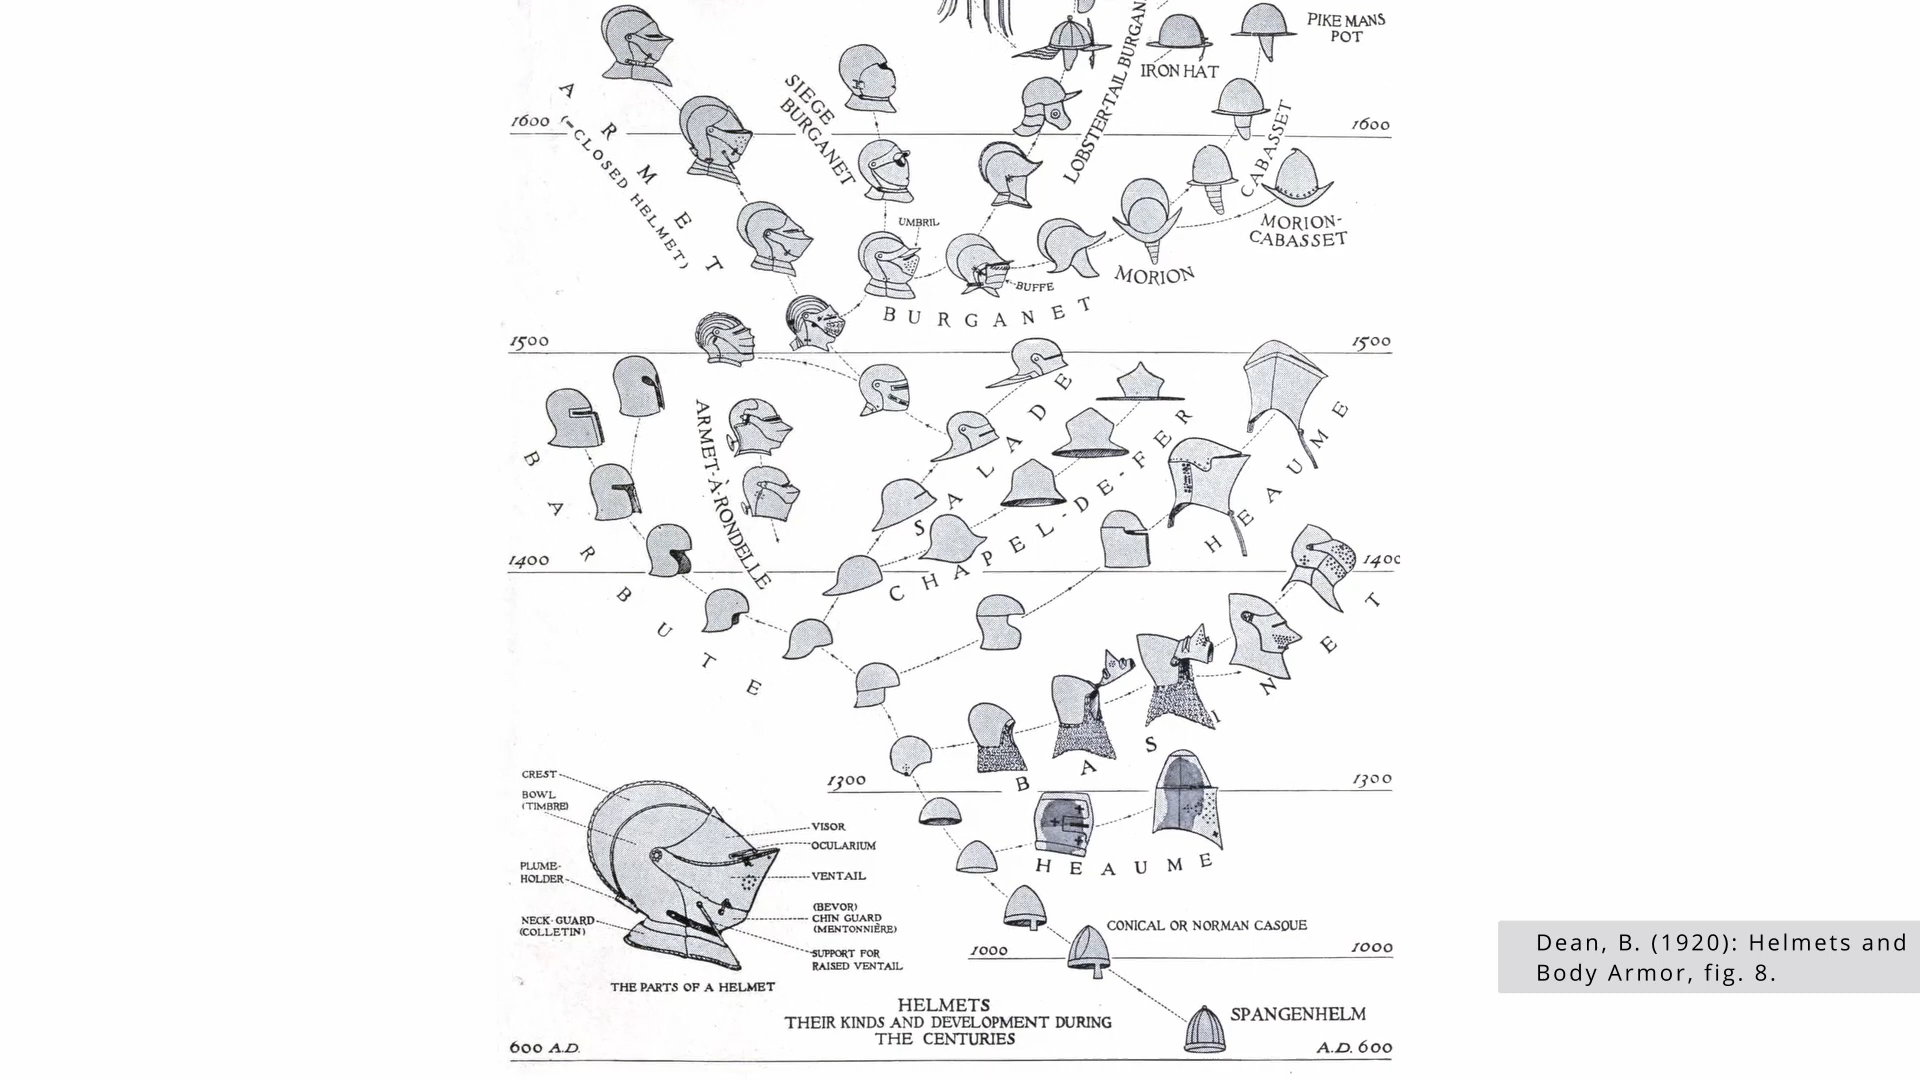 PIKE MANS
POT
IRON HAT
LOBSTER-TAIL BURGAN
SIEGE
BURGANET
ARMET
(=CLOSED HELMET)
1600
1600
CABASSET
MORION-
CABASSET
UMBRIL
MORION
BUFFE
BURGANET
1500
1500
SALADE
CHAPEL-DE-FER
HEAUME
ARMET-À-RONDELLE
BARBUTE
1400
1400
BASINET
1300
1300
HEAUME
CREST
BOWL
(TIMBRE)
VISOR
OCULARIUM
PLUME-
HOLDER
VENTAIL
NECK-GUARD
(COLLETIN)
(BEVOR)
CHIN GUARD
(MENTONNIÈRE)
SUPPORT FOR
RAISED VENTAIL
THE PARTS OF A HELMET
CONICAL OR NORMAN CASQUE
1000
1000
HELMETS
THEIR KINDS AND DEVELOPMENT DURING
THE CENTURIES
SPANGENHELM
600 A.D.
A.D. 600
Dean, B. (1920): Helmets and
Body Armor, fig. 8.